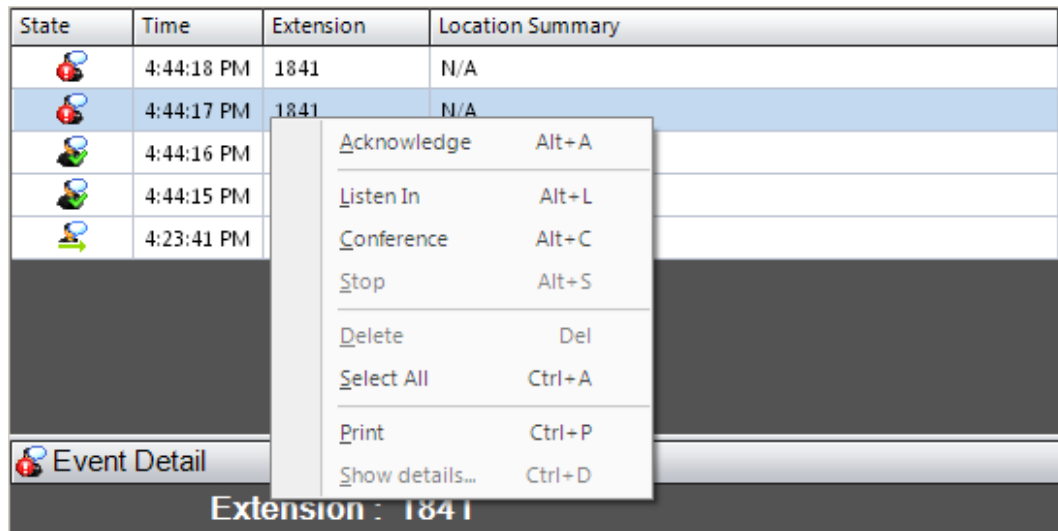 State Time Extension Location Summary
4:44:18 PM 1841 N/A
4:44:17 PM 1841 N/A
4:44:16 PM
4:44:15 PM
4:23:41 PM
Acknowledge Alt+A
Listen In Alt+L
Conference Alt+C
Stop Alt+S
Delete Del
Select All Ctrl+A
Print Ctrl+P
Show details... Ctrl+D
Event Detail
Extension : 1841